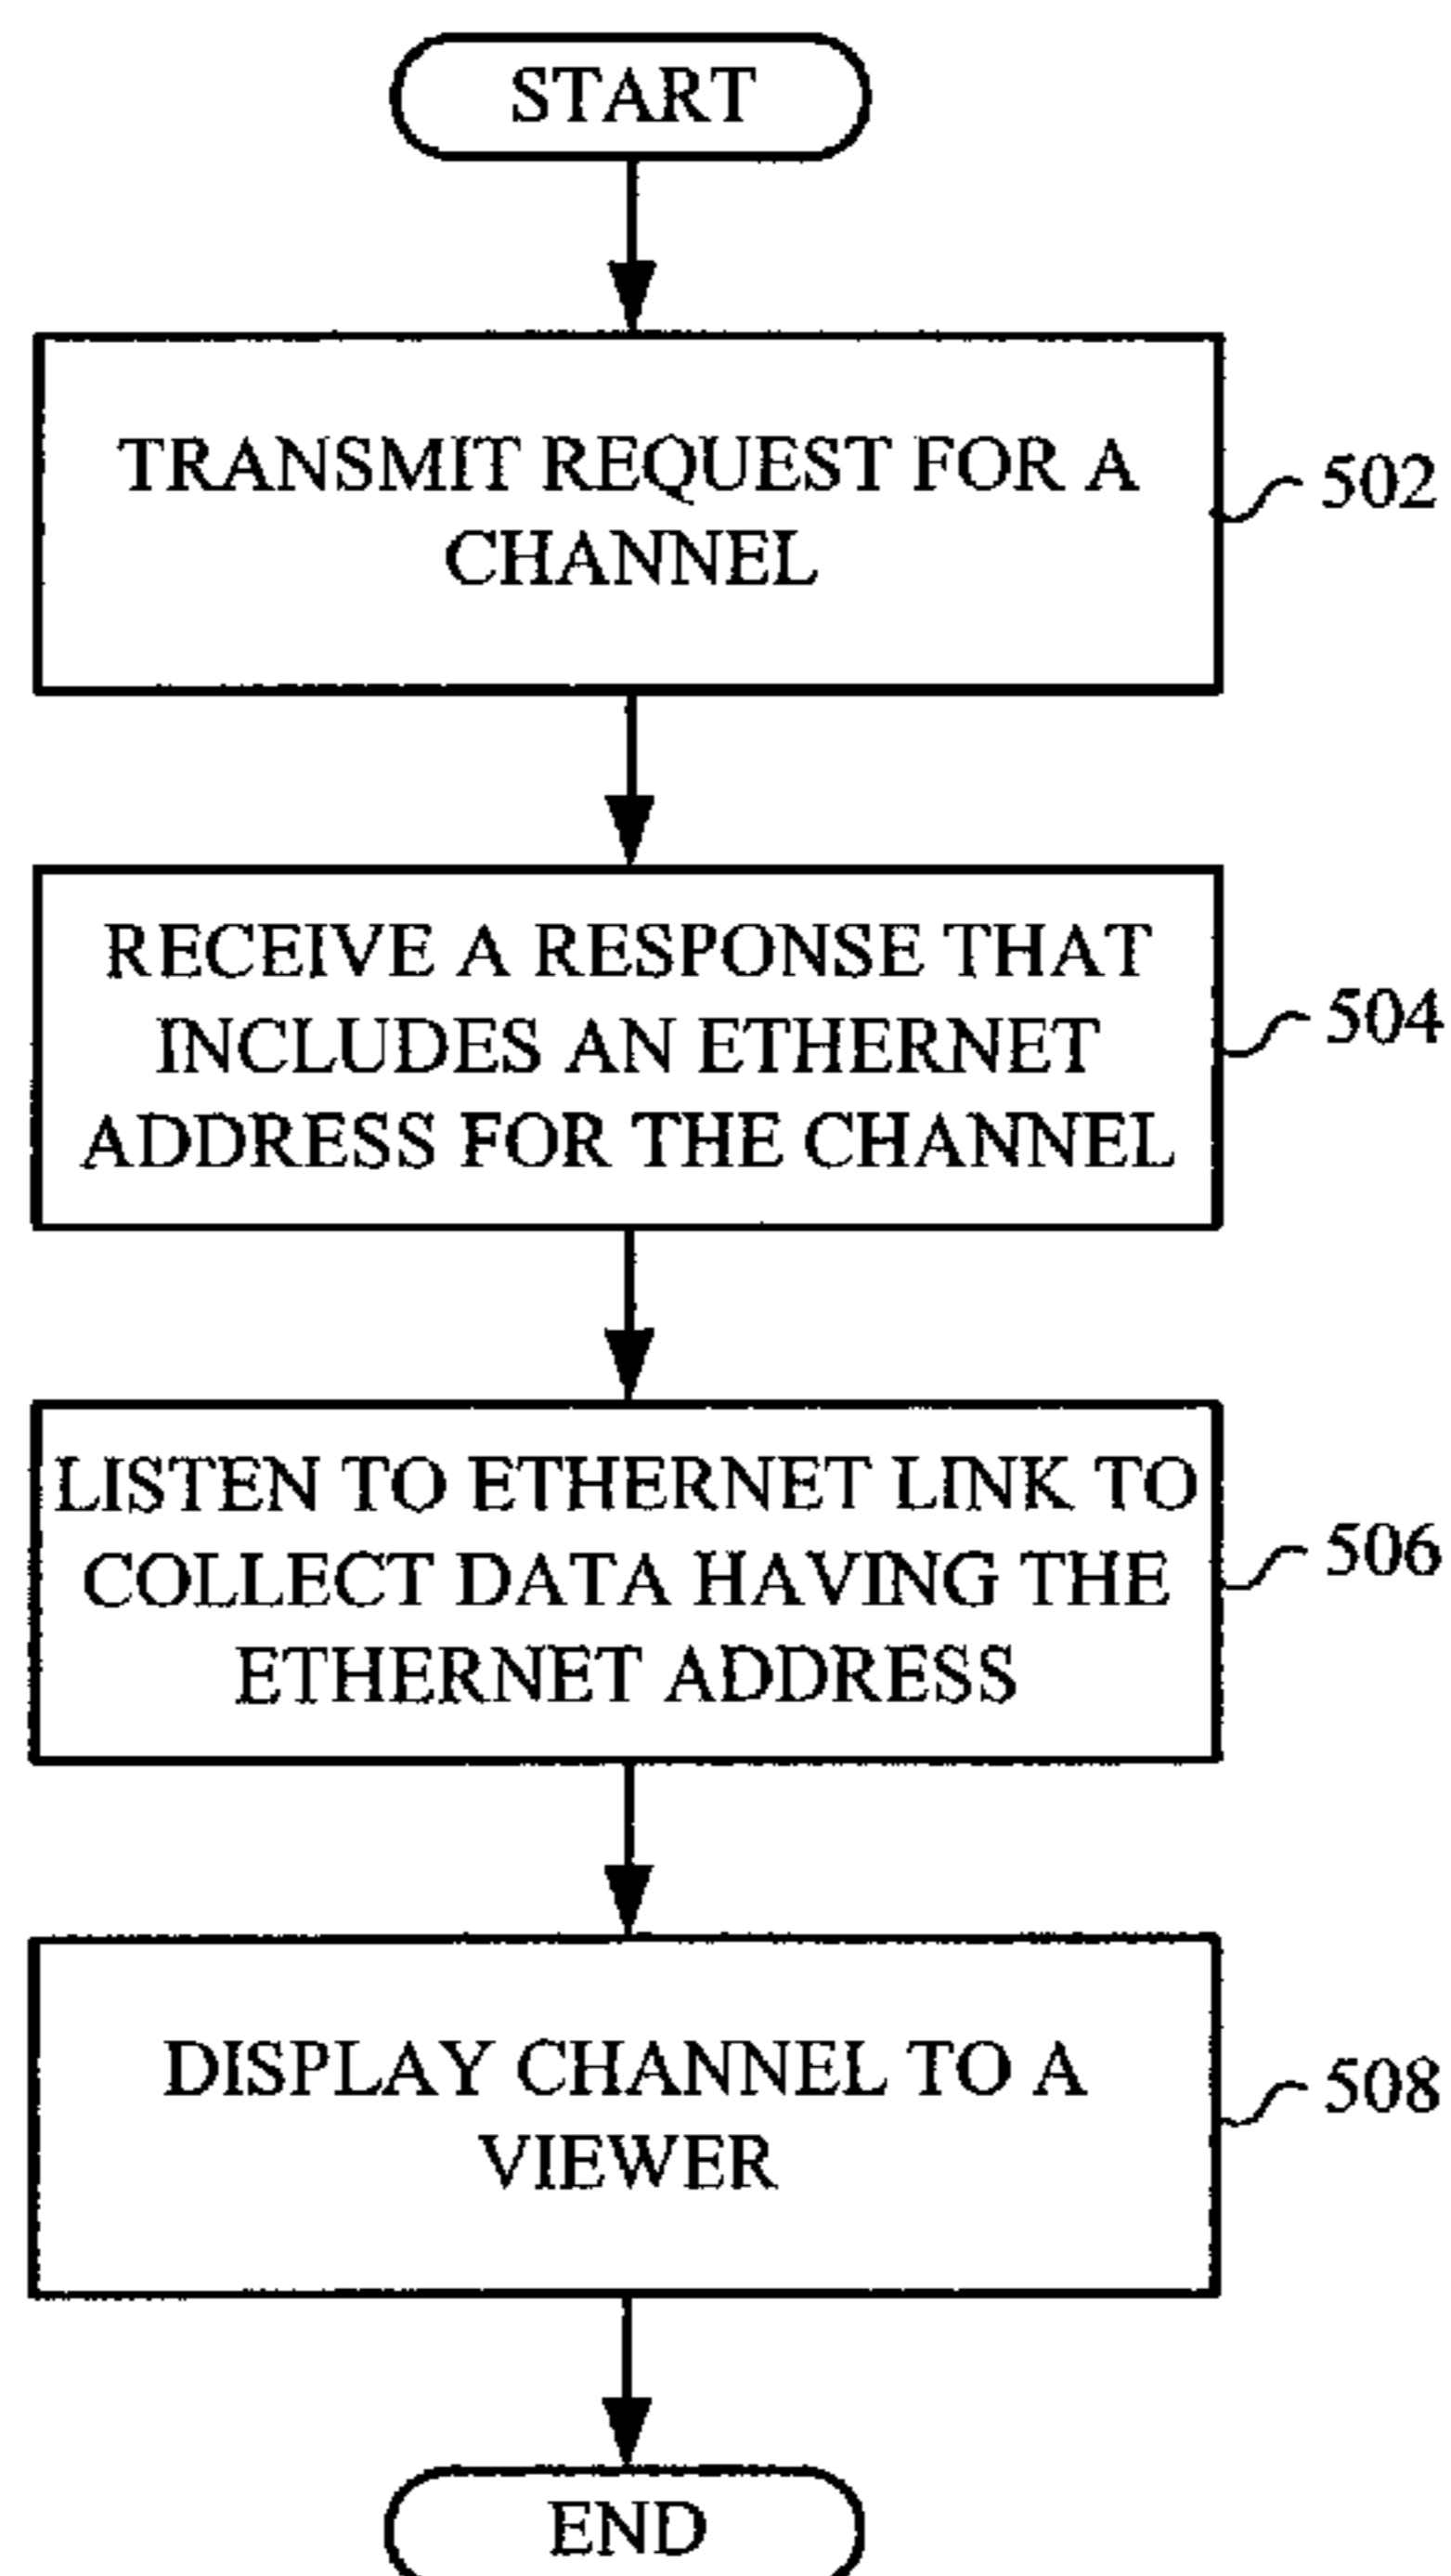 START
TRANSMIT REQUEST FOR A
CHANNEL
502
RECEIVE A RESPONSE THAT
INCLUDES AN ETHERNET
ADDRESS FOR THE CHANNEL
504
LISTEN TO ETHERNET LINK TO
COLLECT DATA HAVING THE
ETHERNET ADDRESS
506
DISPLAY CHANNEL TO A
VIEWER
508
END